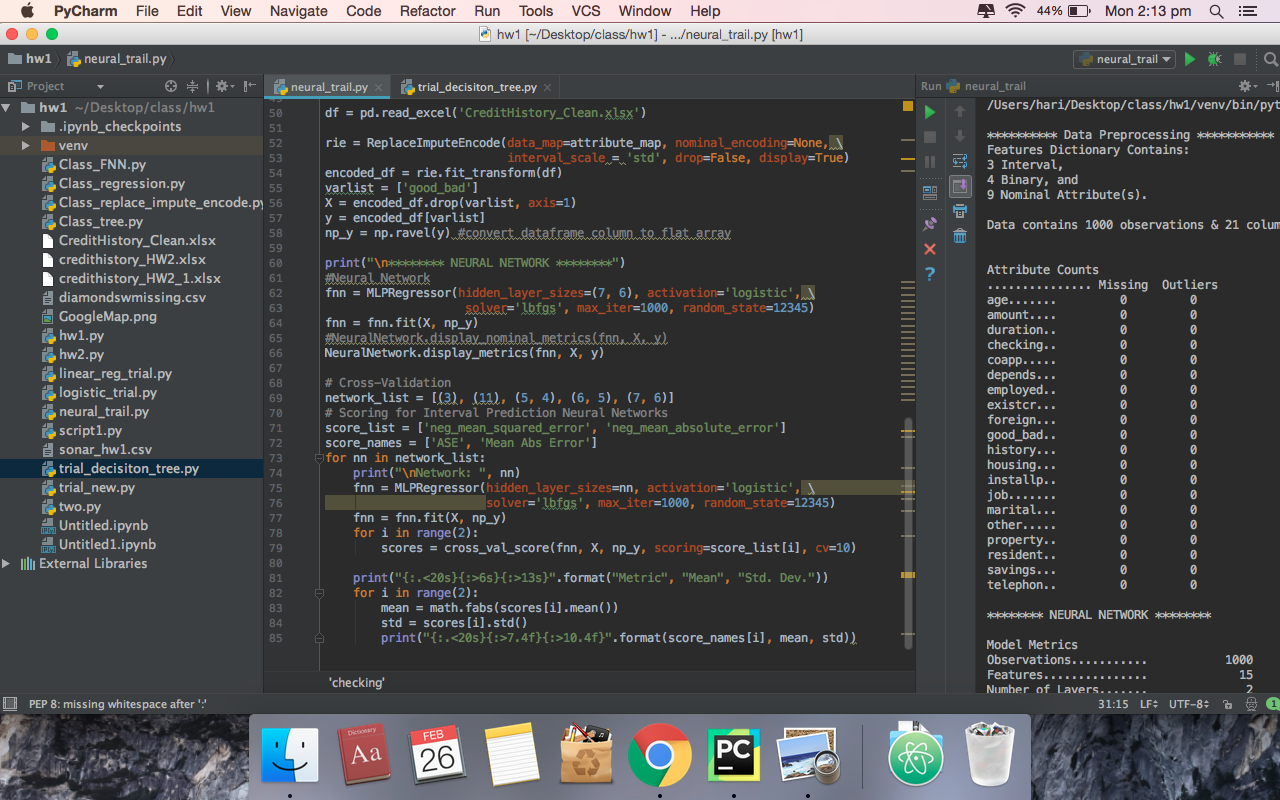 PyCharm File Edit View Navigate Code Refactor Run Tools VCS Window Help 44% Mon 2:13 pm
hw1 [~/Desktop/class/hw1] - .../neural_trail.py [hw1]
hw1 neural_trail.py neural_trail
Project
hw1 ~/Desktop/class/hw1
.ipynb_checkpoints
venv
Class_FNN.py
Class_regression.py
Class_replace_impute_encode.py
Class_tree.py
CreditHistory_Clean.xlsx
credithistory_HW2.xlsx
credithistory_HW2_1.xlsx
diamondswmissing.csv
GoogleMap.png
hw1.py
hw2.py
linear_reg_trial.py
logistic_trial.py
neural_trail.py
script1.py
sonar_hw1.csv
trial_decisiton_tree.py
trial_new.py
two.py
Untitled.ipynb
Untitled1.ipynb
External Libraries
neural_trail.py trial_decisiton_tree.py
50 df = pd.read_excel('CreditHistory_Clean.xlsx')
51
52 rie = ReplaceImputeEncode(data_map=attribute_map, nominal_encoding=None, \
53 interval_scale = 'std', drop=False, display=True)
54 encoded_df = rie.fit_transform(df)
55 varlist = ['good_bad']
56 X = encoded_df.drop(varlist, axis=1)
57 y = encoded_df[varlist]
58 np_y = np.ravel(y) #convert dataframe column to flat array
59
60 print("\n******** NEURAL NETWORK ********")
61 #Neural Network
62 fnn = MLPRegressor(hidden_layer_sizes=(7, 6), activation='logistic', \
63 solver='lbfgs', max_iter=1000, random_state=12345)
64 fnn = fnn.fit(X, np_y)
65 #NeuralNetwork.display_nominal_metrics(fnn, X, y)
66 NeuralNetwork.display_metrics(fnn, X, y)
67
68 # Cross-Validation
69 network_list = [(3), (11), (5, 4), (6, 5), (7, 6)]
70 # Scoring for Interval Prediction Neural Networks
71 score_list = ['neg_mean_squared_error', 'neg_mean_absolute_error']
72 score_names = ['ASE', 'Mean Abs Error']
73 for nn in network_list:
74 print("\nNetwork: ", nn)
75 fnn = MLPRegressor(hidden_layer_sizes=nn, activation='logistic', \
76 solver='lbfgs', max_iter=1000, random_state=12345)
77 fnn = fnn.fit(X, np_y)
78 for i in range(2):
79 scores = cross_val_score(fnn, X, np_y, scoring=score_list[i], cv=10)
80
81 print("{:.<20s}{:>6s}{:>13s}".format("Metric", "Mean", "Std. Dev."))
82 for i in range(2):
83 mean = math.fabs(scores[i].mean())
84 std = scores[i].std()
85 print("{:.<20s}{:>7.4f}{:>10.4f}".format(score_names[i], mean, std))
'checking'
Run neural_trail
/Users/hari/Desktop/class/hw1/venv/bin/pyt
********** Data Preprocessing ***********
Features Dictionary Contains:
3 Interval,
4 Binary, and
9 Nominal Attribute(s).
Data contains 1000 observations & 21 colum
Attribute Counts
............... Missing Outliers
age....... 0 0
amount.... 0 0
duration.. 0 0
checking.. 0 0
coapp..... 0 0
depends... 0 0
employed.. 0 0
existcr... 0 0
foreign... 0 0
good_bad.. 0 0
history... 0 0
housing... 0 0
installp.. 0 0
job....... 0 0
marital... 0 0
other..... 0 0
property.. 0 0
resident.. 0 0
savings... 0 0
telephon.. 0 0
******** NEURAL NETWORK ********
Model Metrics
Observations........... 1000
Features............... 15
Number of Layers....... 2
PEP 8: missing whitespace after ':' 31:15 LF UTF-8 1
Dictionary
Aa
FEB
26
PC